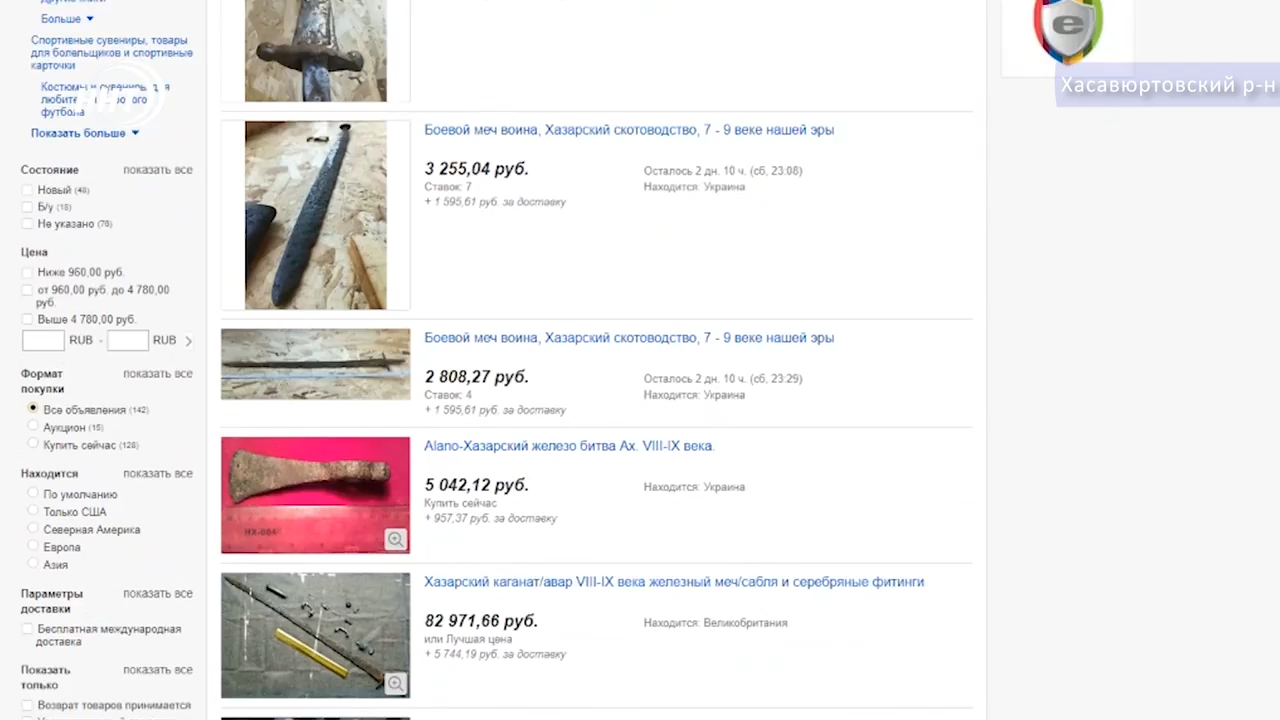 Больше
Спортивные сувениры, товары
для болельщиков и спортивные
карточки
Костюмы и сувениры для
футбола
Показать больше
Состояние показать все
Новый (48)
Б/у (18)
Не указано (76)
Цена
Ниже 960,00 руб.
от 960,00 руб. до 4 780,00
руб.
Выше 4 780,00 руб.
RUB - RUB
Формат
покупки
показать все
Все объявления (142)
Аукцион (15)
Купить сейчас (128)
Находится показать все
По умолчанию
Только США
Северная Америка
Европа
Азия
Параметры
доставки
показать все
Бесплатная международная
доставка
Показать
только
показать все
Возврат товаров принимается
Боевой меч воина, Хазарский скотоводство, 7 - 9 веке нашей эры
3 255,04 руб.
Ставок: 7
+ 1 595,61 руб. за доставку
Осталось 2 дн. 10 ч. (сб, 23:08)
Находится: Украина
Боевой меч воина, Хазарский скотоводство, 7 - 9 веке нашей эры
2 808,27 руб.
Ставок: 4
+ 1 595,61 руб. за доставку
Осталось 2 дн. 10 ч. (сб, 23:29)
Находится: Украина
Alano-Хазарский железо битва Ax. VIII-IX века.
5 042,12 руб.
Купить сейчас
+ 957,37 руб. за доставку
Находится: Украина
Хазарский каганат/авар VIII-IX века железный меч/сабля и серебряные фитинги
82 971,66 руб.
или Лучшая цена
+ 5 744,19 руб. за доставку
Находится: Великобритания
e
Хасавюртовский р-н